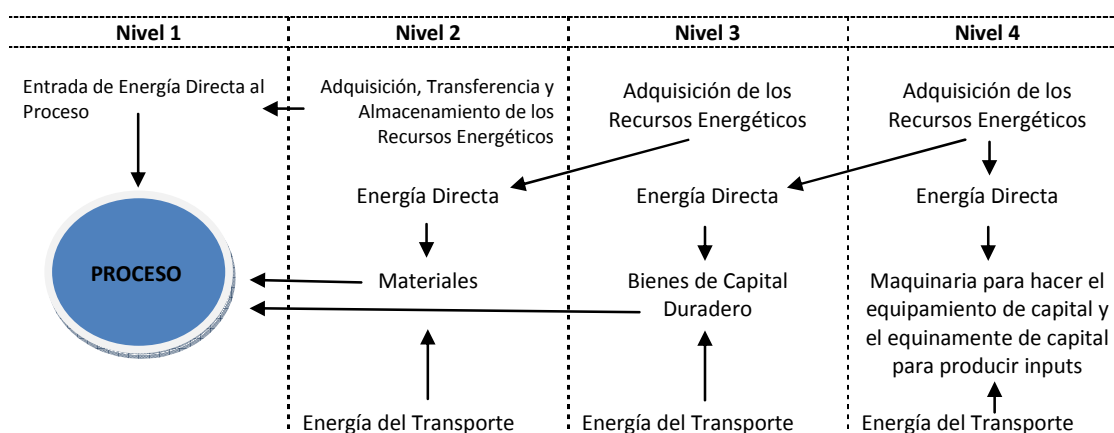 Nivel 1
Nivel 2
Nivel 3
Nivel 4
Entrada de Energía Directa al
Proceso
PROCESO
Adquisición, Transferencia y
Almacenamiento de los
Recursos Energéticos
Energía Directa
Materiales
Energía del Transporte
Adquisición de los
Recursos Energéticos
Energía Directa
Bienes de Capital
Duradero
Energía del Transporte
Adquisición de los
Recursos Energéticos
Energía Directa
Maquinaria para hacer el
equipamiento de capital y
el equinamente de capital
para producir inputs
Energía del Transporte